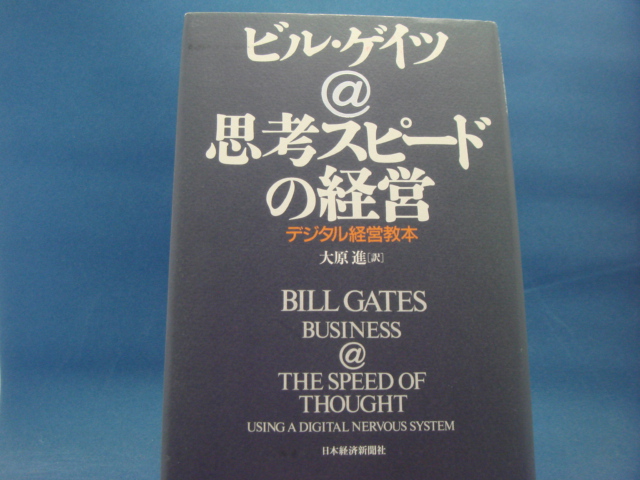 ビル・ゲイツ
@
思考スピード
の経営
デジタル経営教本
大原 進[訳]
BILL GATES
BUSINESS
@
THE SPEED OF
THOUGHT
USING A DIGITAL NERVOUS SYSTEM
日本経済新聞社